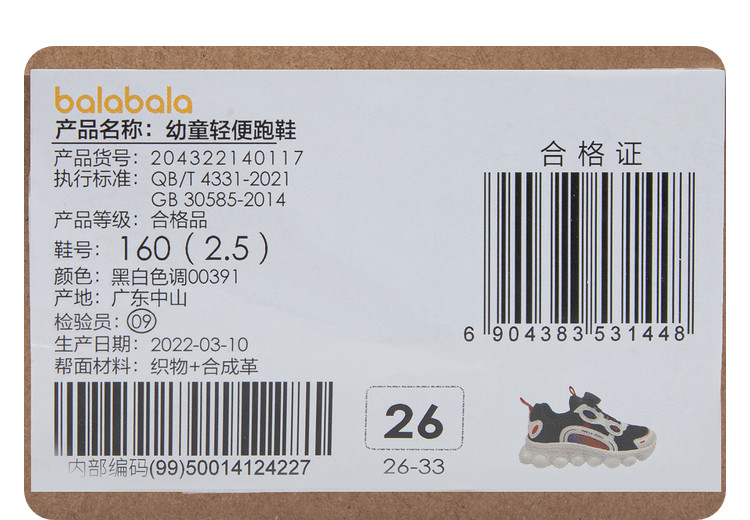 balabala
产品名称：幼童轻便跑鞋
产品货号：204322140117
执行标准：QB/T 4331-2021
GB 30585-2014
产品等级：合格品
鞋号：160（2.5）
颜色：黑白色调00391
产地：广东中山
检验员：09
生产日期：2022-03-10
帮面材料：织物+合成革
内部编码(99)50014124227
合格证
6 904383 531448
26
26-33